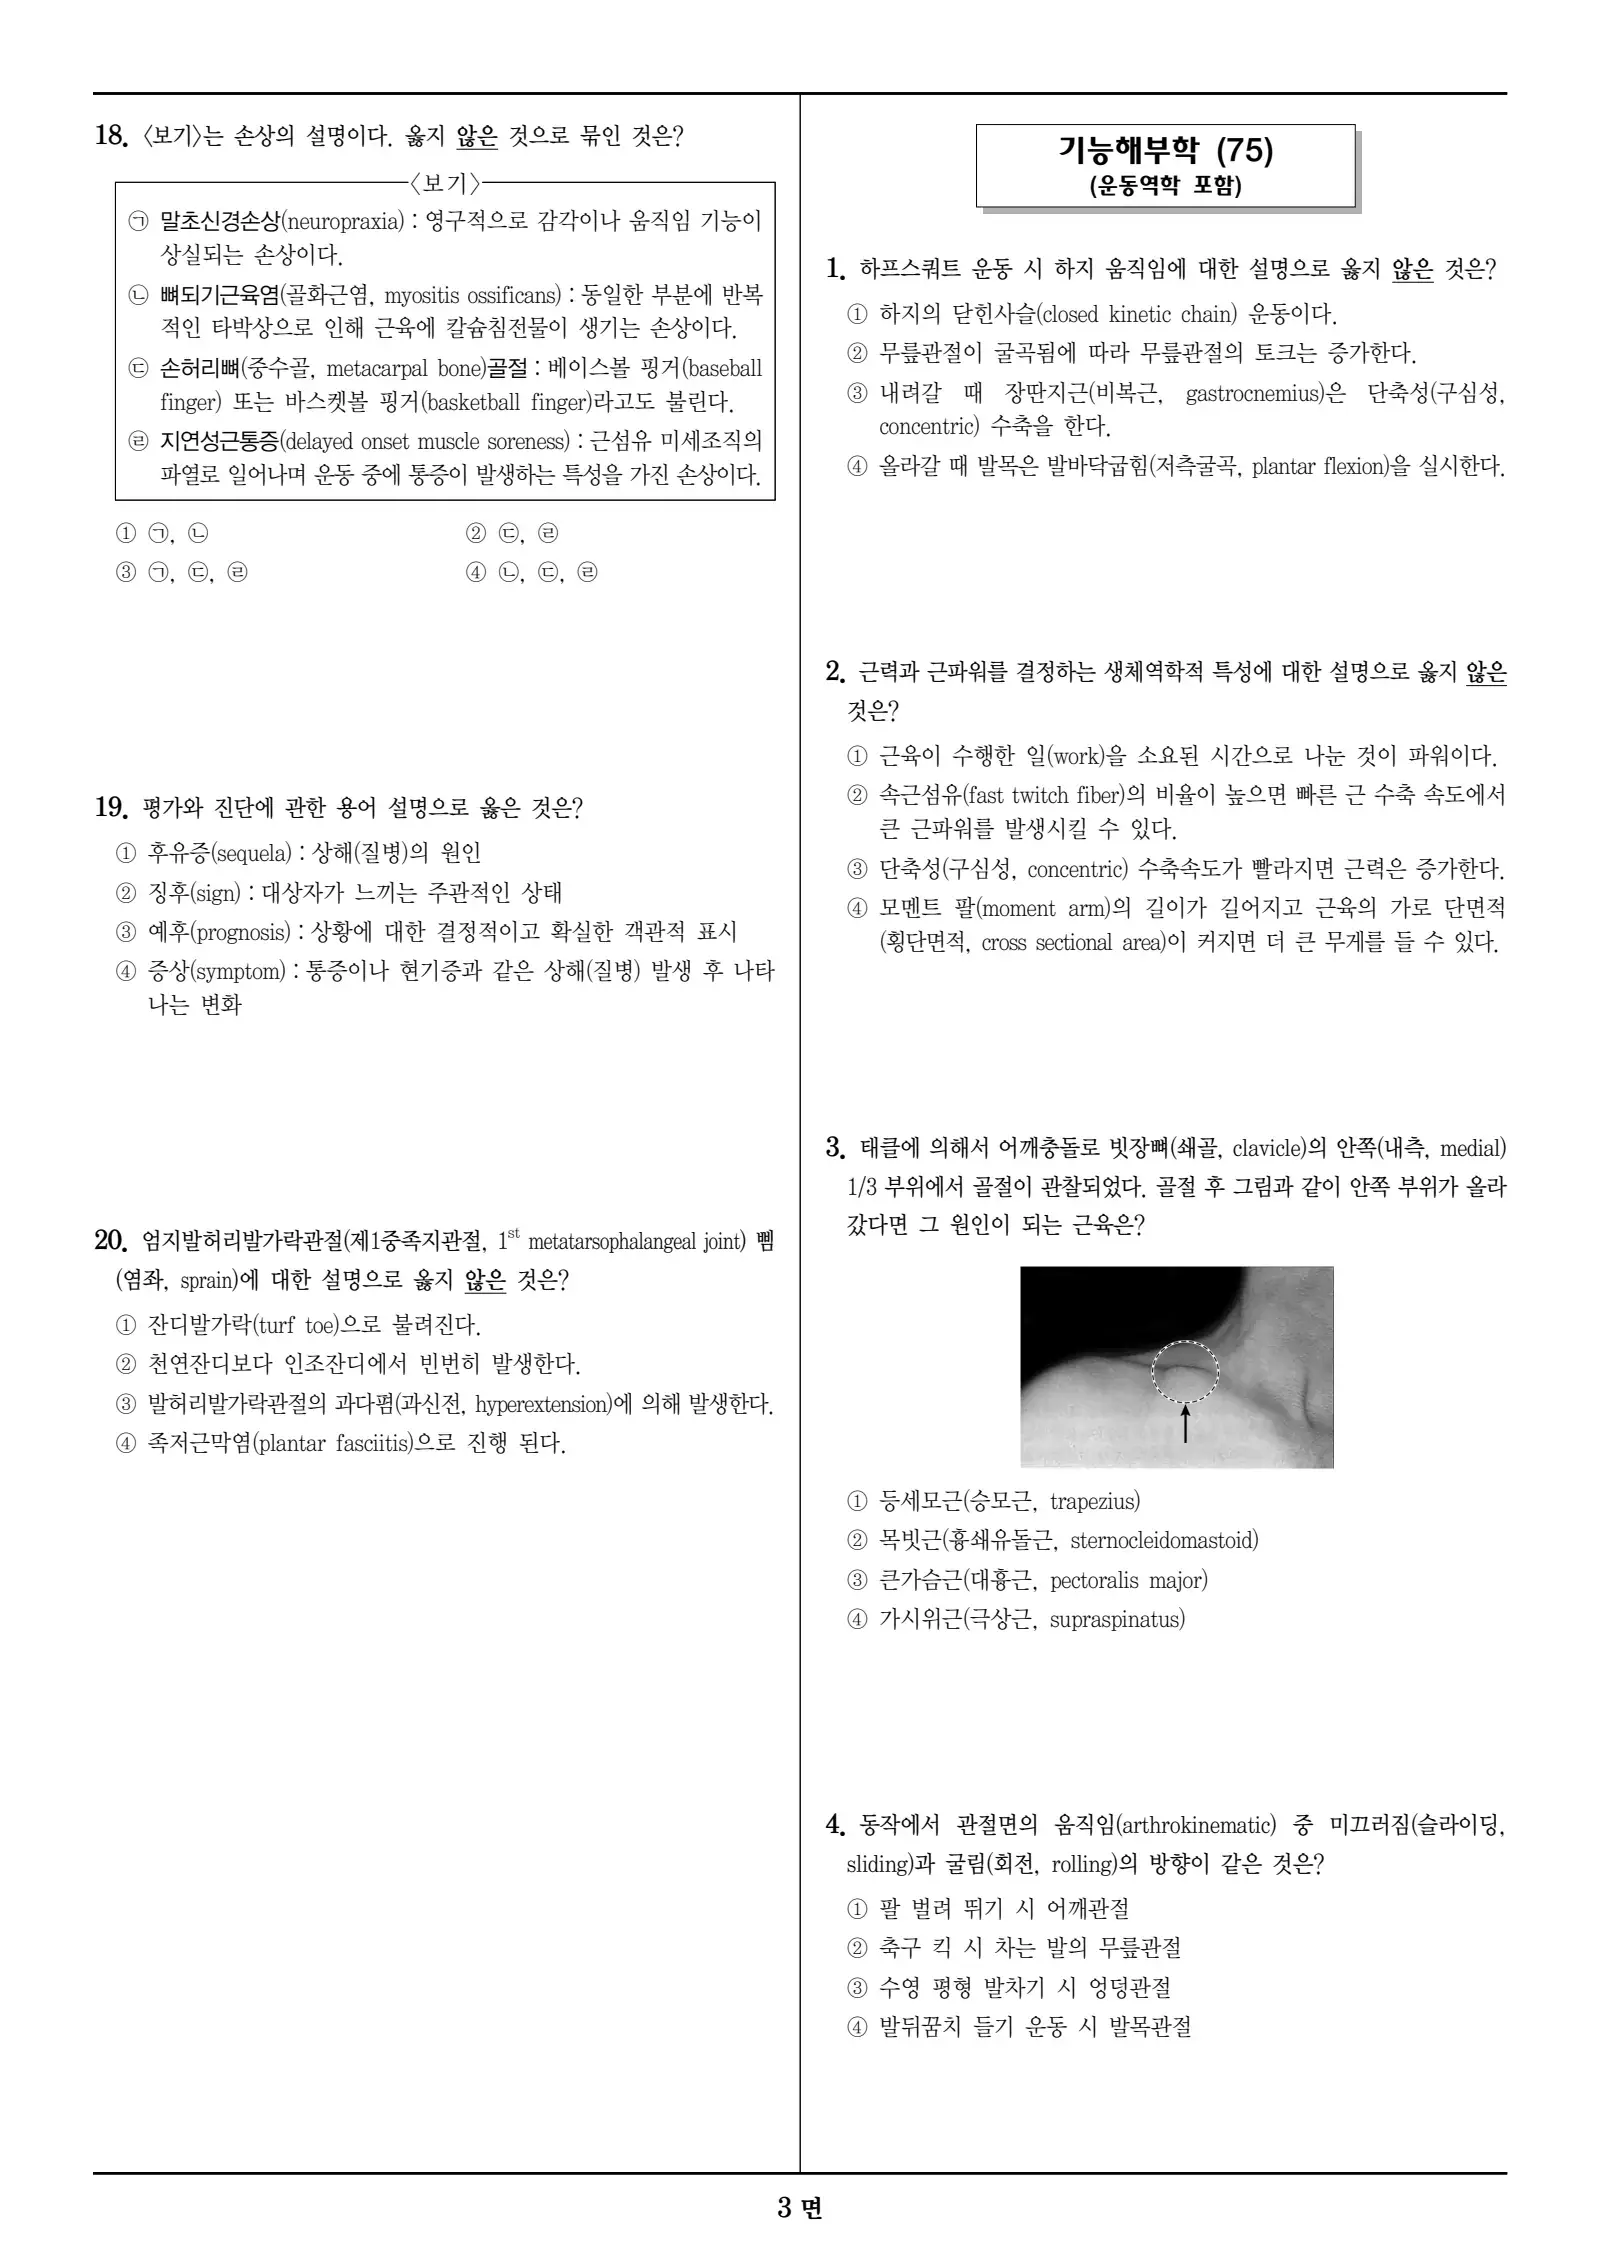 18. 〈보기〉는 손상의 설명이다. 옳지 않은 것으로 묶인 것은?
〈보기〉
㉠ 말초신경손상(neuropraxia) : 영구적으로 감각이나 움직임 기능이
상실되는 손상이다.
㉡ 뼈되기근육염(골화근염, myositis ossificans) : 동일한 부분에 반복
적인 타박상으로 인해 근육에 칼슘침전물이 생기는 손상이다.
㉢ 손허리뼈(중수골, metacarpal bone)골절 : 베이스볼 핑거(baseball
finger) 또는 바스켓볼 핑거(basketball finger)라고도 불린다.
㉣ 지연성근통증(delayed onset muscle soreness) : 근섬유 미세조직의
파열로 일어나며 운동 중에 통증이 발생하는 특성을 가진 손상이다.
① ㉠, ㉡ ② ㉢, ㉣
③ ㉠, ㉢, ㉣ ④ ㉡, ㉢, ㉣
19. 평가와 진단에 관한 용어 설명으로 옳은 것은?
① 후유증(sequela) : 상해(질병)의 원인
② 징후(sign) : 대상자가 느끼는 주관적인 상태
③ 예후(prognosis) : 상황에 대한 결정적이고 확실한 객관적 표시
④ 증상(symptom) : 통증이나 현기증과 같은 상해(질병) 발생 후 나타
나는 변화
20. 엄지발허리발가락관절(제1중족지관절, 1st metatarsophalangeal joint) 삠
(염좌, sprain)에 대한 설명으로 옳지 않은 것은?
① 잔디발가락(turf toe)으로 불려진다.
② 천연잔디보다 인조잔디에서 빈번히 발생한다.
③ 발허리발가락관절의 과다폄(과신전, hyperextension)에 의해 발생한다.
④ 족저근막염(plantar fasciitis)으로 진행 된다.
기능해부학 (75)
(운동역학 포함)
1. 하프스쿼트 운동 시 하지 움직임에 대한 설명으로 옳지 않은 것은?
① 하지의 닫힌사슬(closed kinetic chain) 운동이다.
② 무릎관절이 굴곡됨에 따라 무릎관절의 토크는 증가한다.
③ 내려갈 때 장딴지근(비복근, gastrocnemius)은 단축성(구심성,
concentric) 수축을 한다.
④ 올라갈 때 발목은 발바닥굽힘(저측굴곡, plantar flexion)을 실시한다.
2. 근력과 근파워를 결정하는 생체역학적 특성에 대한 설명으로 옳지 않은
것은?
① 근육이 수행한 일(work)을 소요된 시간으로 나눈 것이 파워이다.
② 속근섬유(fast twitch fiber)의 비율이 높으면 빠른 근 수축 속도에서
큰 근파워를 발생시킬 수 있다.
③ 단축성(구심성, concentric) 수축속도가 빨라지면 근력은 증가한다.
④ 모멘트 팔(moment arm)의 길이가 길어지고 근육의 가로 단면적
(횡단면적, cross sectional area)이 커지면 더 큰 무게를 들 수 있다.
3. 태클에 의해서 어깨충돌로 빗장뼈(쇄골, clavicle)의 안쪽(내측, medial)
1/3 부위에서 골절이 관찰되었다. 골절 후 그림과 같이 안쪽 부위가 올라
갔다면 그 원인이 되는 근육은?
① 등세모근(승모근, trapezius)
② 목빗근(흉쇄유돌근, sternocleidomastoid)
③ 큰가슴근(대흉근, pectoralis major)
④ 가시위근(극상근, supraspinatus)
4. 동작에서 관절면의 움직임(arthrokinematic) 중 미끄러짐(슬라이딩,
sliding)과 굴림(회전, rolling)의 방향이 같은 것은?
① 팔 벌려 뛰기 시 어깨관절
② 축구 킥 시 차는 발의 무릎관절
③ 수영 평형 발차기 시 엉덩관절
④ 발뒤꿈치 들기 운동 시 발목관절
3 면